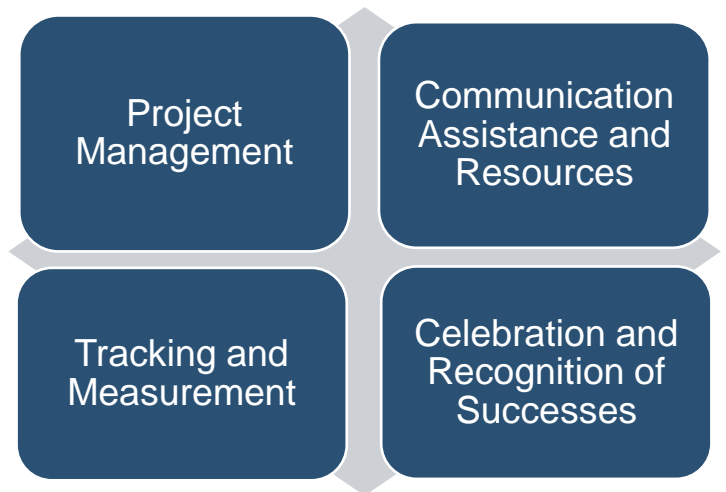 Project
Management
Communication
Assistance and
Resources
Tracking and
Measurement
Celebration and
Recognition of
Successes